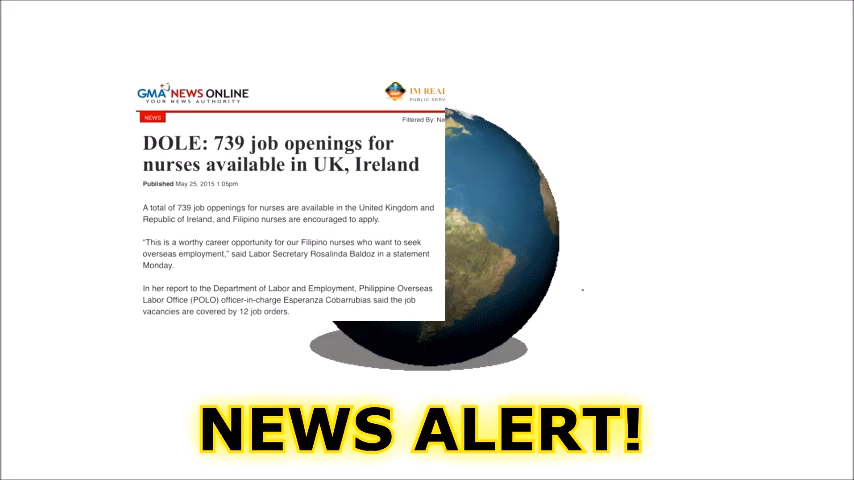 GMA NEWS ONLINE
YOUR NEWS AUTHORITY
IM REA
PUBLIC SERV
NEWS
Filtered By: Ne
DOLE: 739 job openings for
nurses available in UK, Ireland
Published May 25, 2015 1:05pm
A total of 739 job oppenings for nurses are available in the United Kingdom and
Republic of Ireland, and Filipino nurses are encouraged to apply.
“This is a worthy career opportunity for our Filipino nurses who want to seek
overseas employment,” said Labor Secretary Rosalinda Baldoz in a statement
Monday.
In her report to the Department of Labor and Employment, Philippine Overseas
Labor Office (POLO) officer-in-charge Esperanza Cobarrubias said the job
vacancies are covered by 12 job orders.
NEWS ALERT!